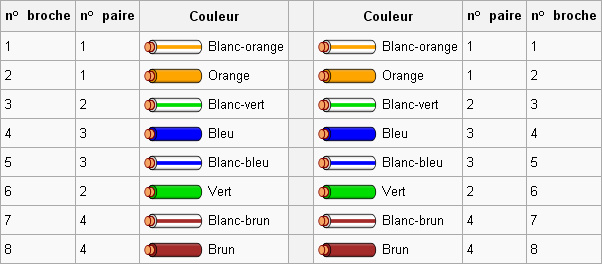 n° broche n° paire Couleur Couleur n° paire n° broche
1 1 Blanc-orange Blanc-orange 1 1
2 1 Orange Orange 1 2
3 2 Blanc-vert Blanc-vert 2 3
4 3 Bleu Bleu 3 4
5 3 Blanc-bleu Blanc-bleu 3 5
6 2 Vert Vert 2 6
7 4 Blanc-brun Blanc-brun 4 7
8 4 Brun Brun 4 8